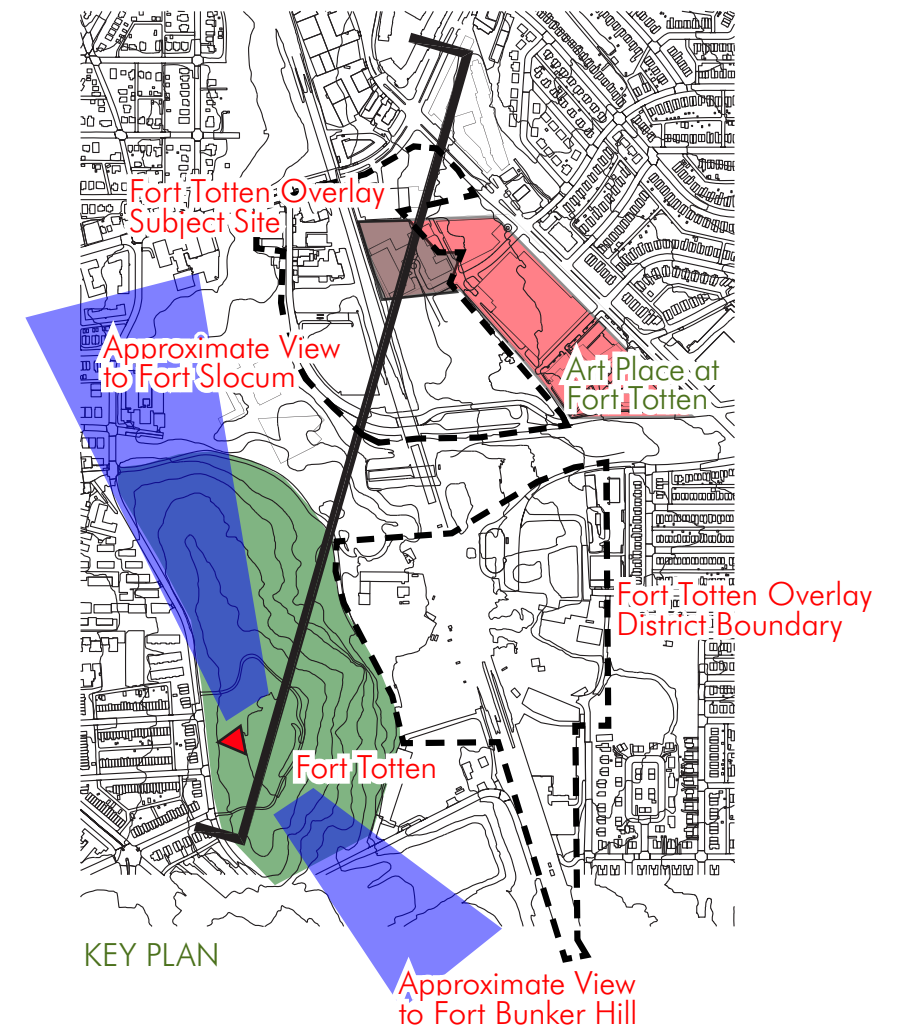 Fort Totten Overlay
Subject Site
Approximate View
to Fort Slocum
Art Place at
Fort Totten
Fort Totten Overlay
District Boundary
Fort Totten
KEY PLAN
Approximate View
to Fort Bunker Hill